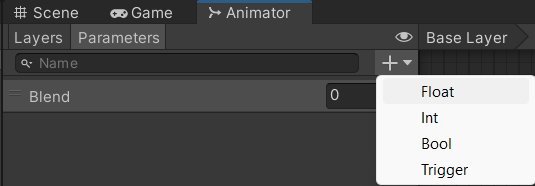 Scene Game Animator
Layers Parameters Base Layer
Name
Blend 0
Float
Int
Bool
Trigger